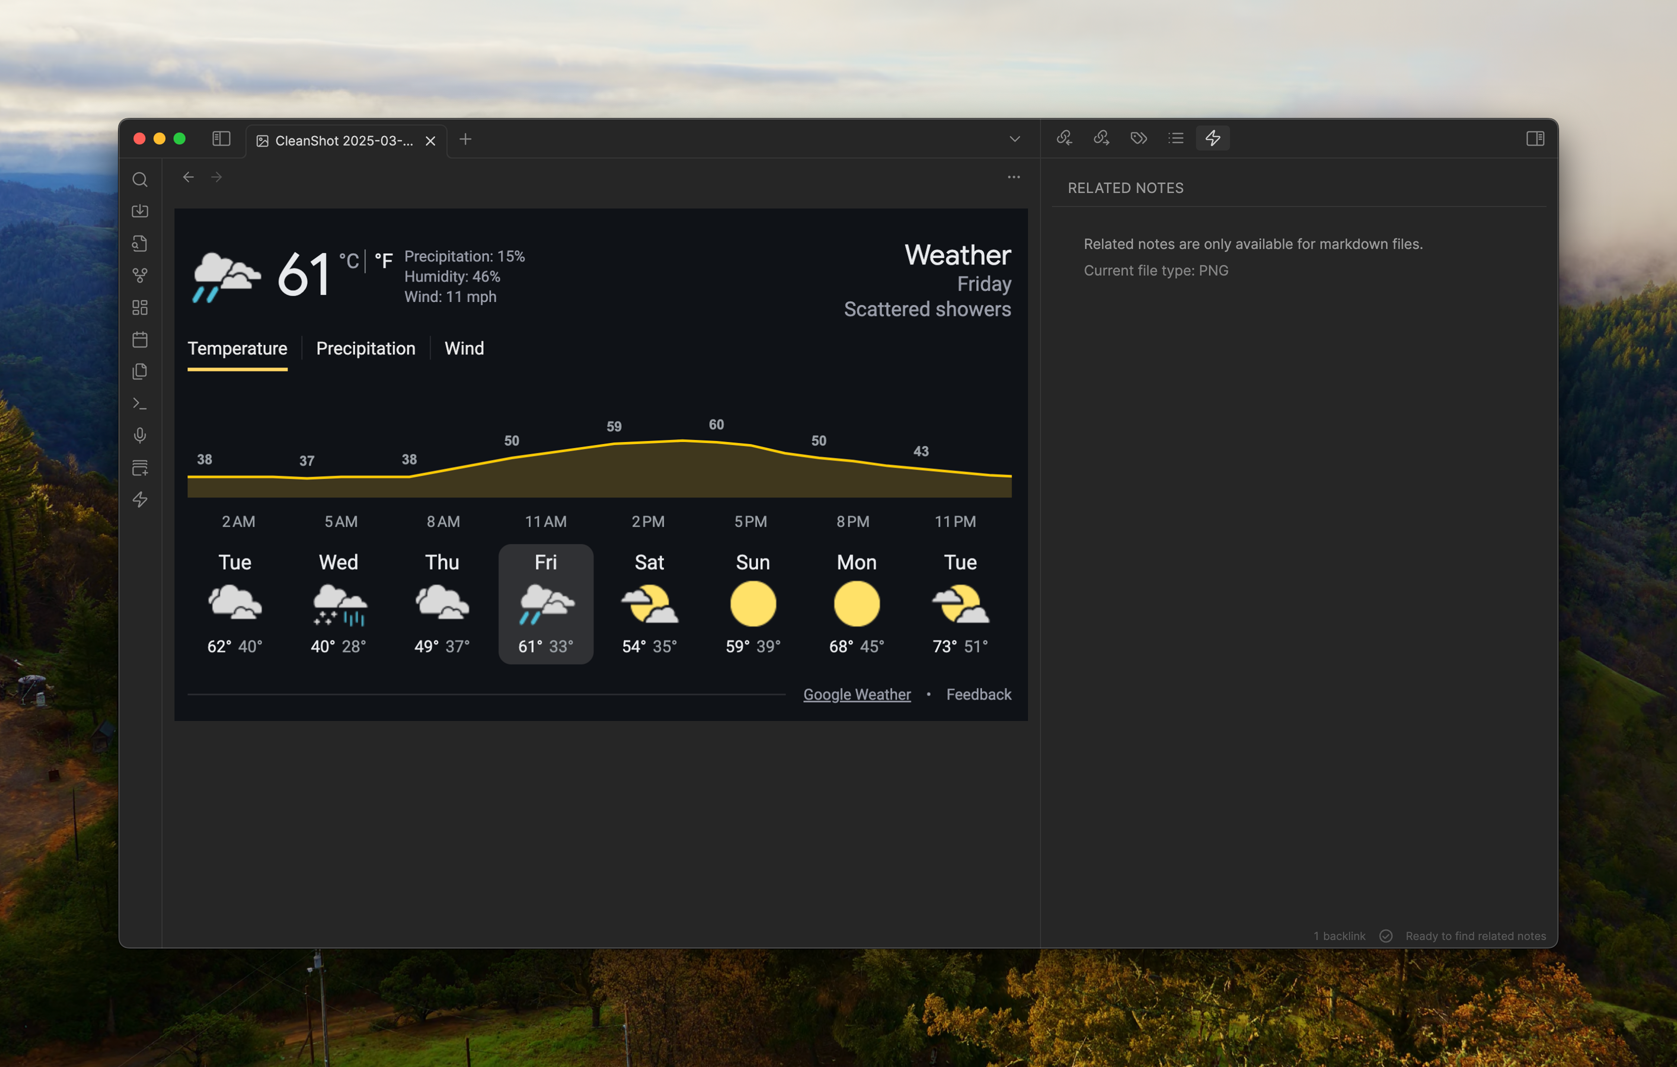 CleanShot 2025-03-...
RELATED NOTES
Related notes are only available for markdown files.
Current file type: PNG
61 °C | °F
Precipitation: 15%
Humidity: 46%
Wind: 11 mph
Weather
Friday
Scattered showers
Temperature Precipitation Wind
38 37 38 50 59 60 50 43
2 AM 5 AM 8 AM 11 AM 2 PM 5 PM 8 PM 11 PM
Tue Wed Thu Fri Sat Sun Mon Tue
62° 40° 40° 28° 49° 37° 61° 33° 54° 35° 59° 39° 68° 45° 73° 51°
Google Weather • Feedback
1 backlink Ready to find related notes